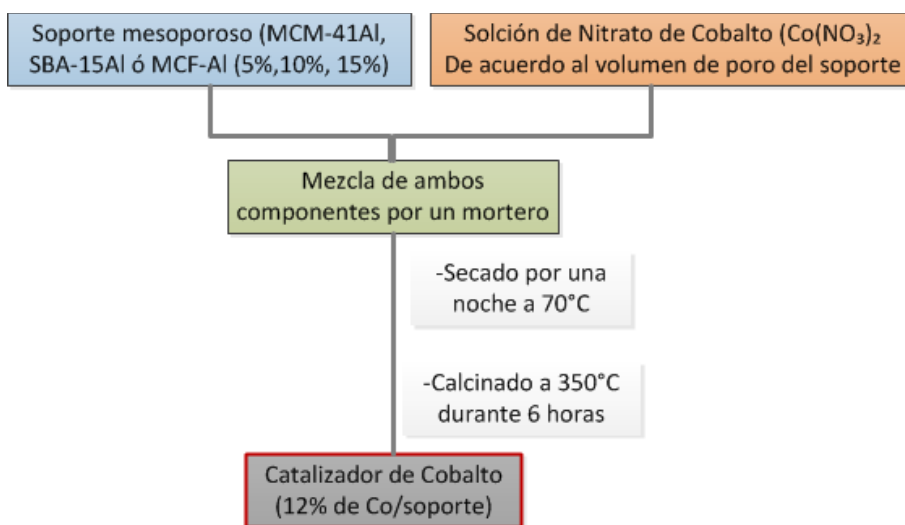 Soporte mesoporoso (MCM-41Al,
SBA-15Al ó MCF-Al (5%,10%, 15%)
Solción de Nitrato de Cobalto (Co(NO₃)₂
De acuerdo al volumen de poro del soporte
Mezcla de ambos
componentes por un mortero
-Secado por una
noche a 70°C
-Calcinado a 350°C
durante 6 horas
Catalizador de Cobalto
(12% de Co/soporte)